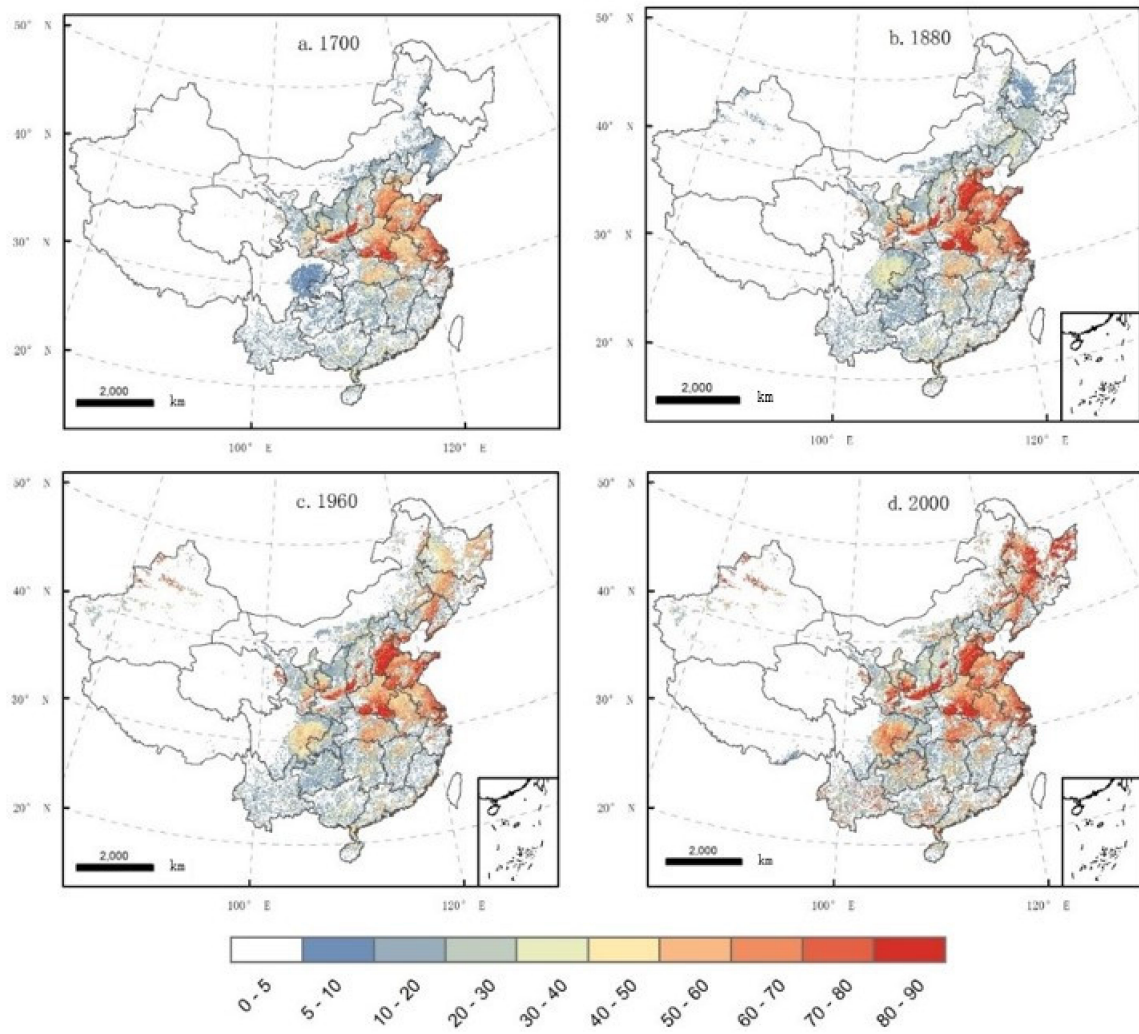 50° N
40° N
30° N
20° N
a. 1700
2,000
km
100° E
120° E
50° N
40° N
30° N
20° N
b. 1880
2,000
km
100° E
120° E
50° N
40° N
30° N
20° N
c. 1960
2,000
km
100° E
120° E
50° N
40° N
30° N
20° N
d. 2000
2,000
km
100° E
120° E
0 - 5
5 - 10
10 - 20
20 - 30
30 - 40
40 - 50
50 - 60
60 - 70
70 - 80
80 - 90